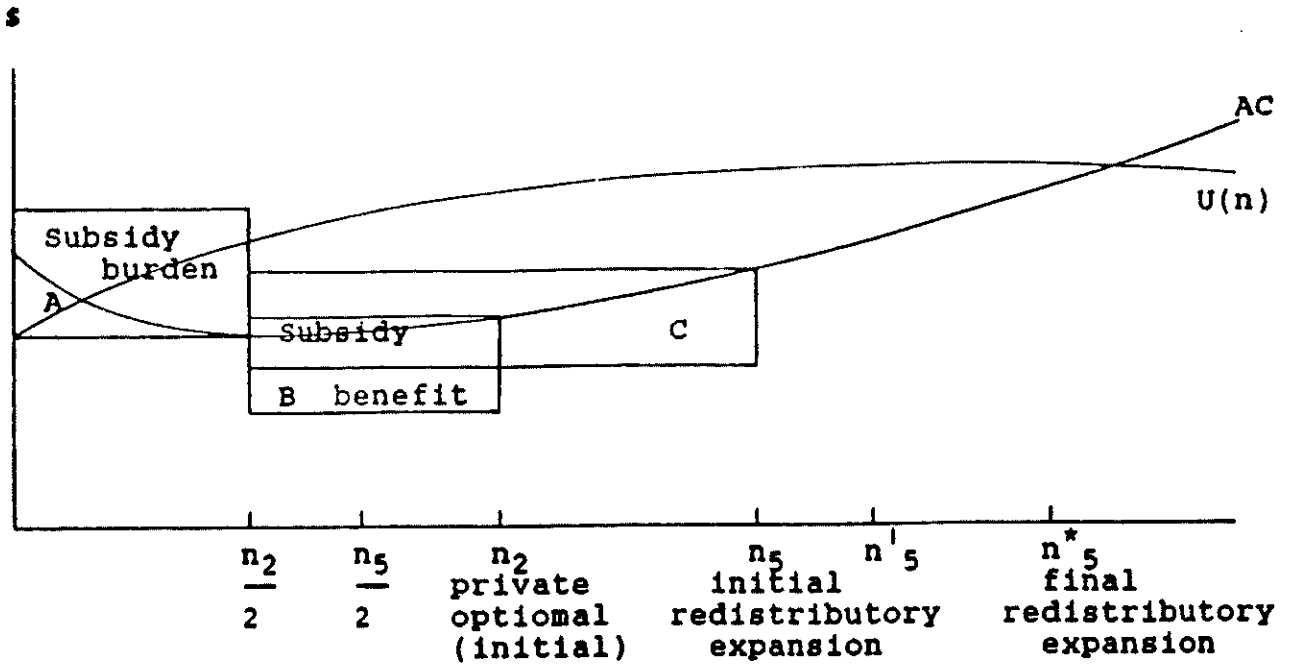 $
AC
U(n)
Subsidy
burden
A
Subsidy
C
B benefit
n₂ n₅ n₂ n₅ n'₅ n*₅
— — private initial final
2 2 optiomal redistributory redistributory
(initial) expansion expansion